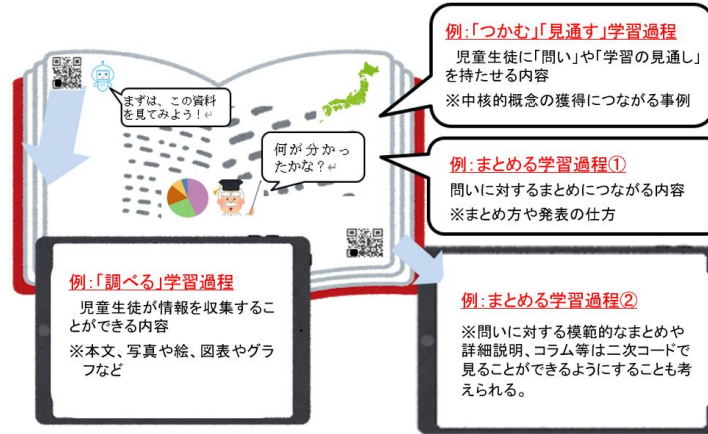 例:「つかむ」「見通す」学習過程
児童生徒に「問い」や「学習の見通し」
を持たせる内容
※中核的概念の獲得につながる事例
まずは、この資料
を見てみよう！↵
何が分かっ
たかな？↵
例:まとめる学習過程①
問いに対するまとめにつながる内容
※まとめ方や発表の仕方
例:「調べる」学習過程
児童生徒が情報を収集するこ
とができる内容
※本文、写真や絵、図表やグラ
フなど
例:まとめる学習過程②
※問いに対する模範的なまとめや
詳細説明、コラム等は二次コードで
見ることができるようにすることも考
えられる。